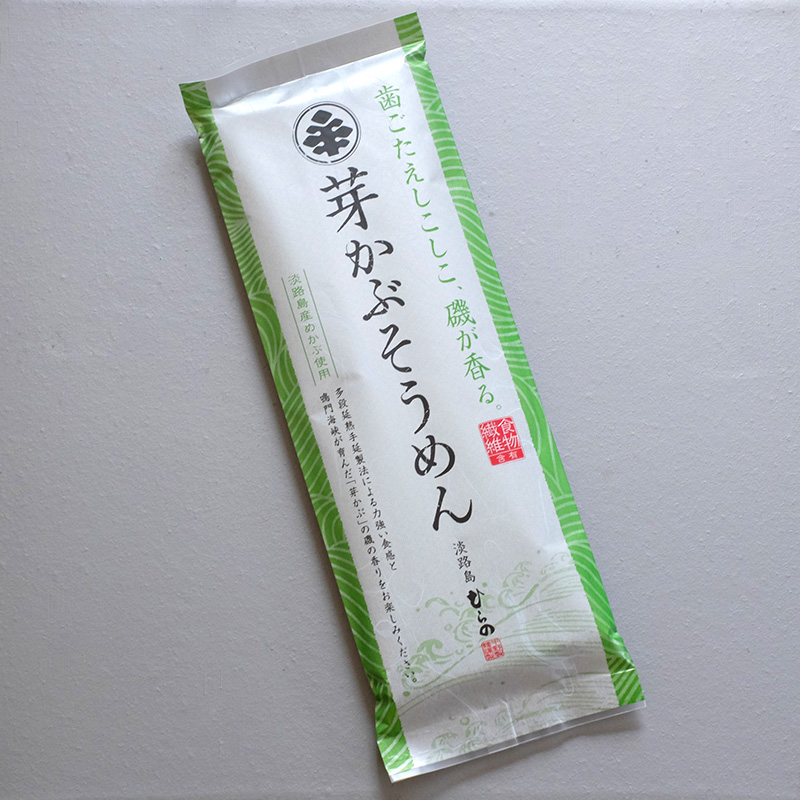 歯ごたえしこしこ、磯が香る。
食物
繊維
含有
芽かぶそうめん
淡路島産めかぶ使用
多段延熟手延製法による力強い食感と
鳴門海峡が育んだ「芽かぶ」の磯の香りをお楽しみください。
淡路島
ひらの